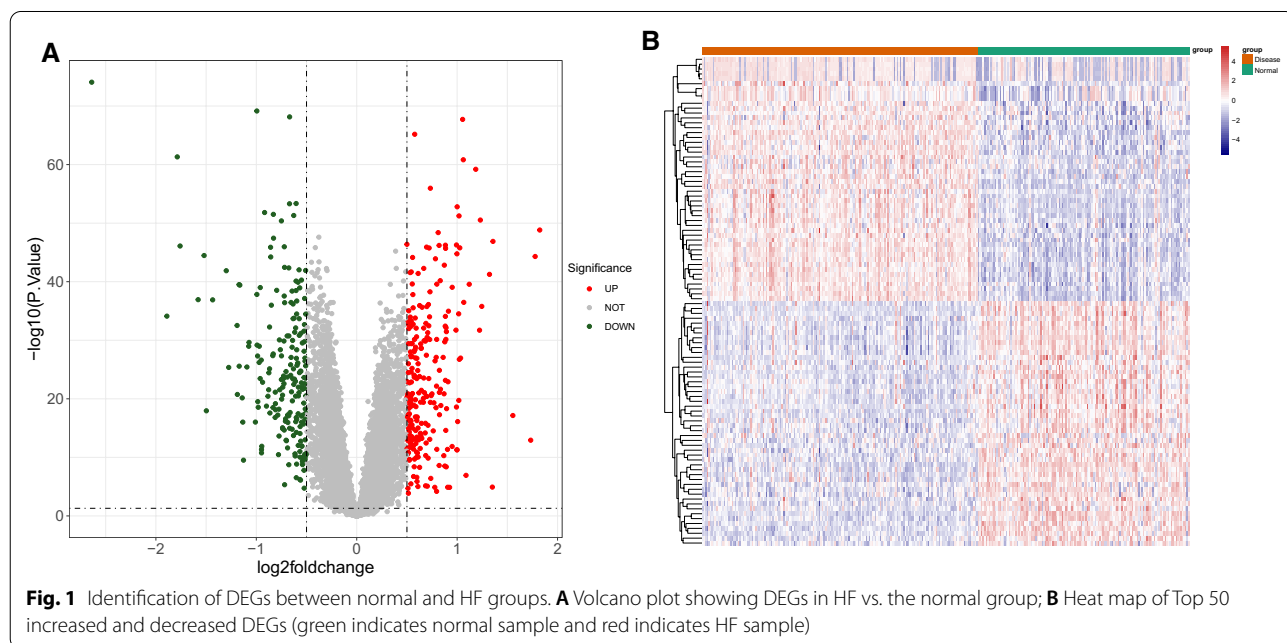 A
60
40
20
0
−log10(P.Value)
−2
−1
0
1
2
log2foldchange
Significance
UP
NOT
DOWN
B
group
4
2
0
−2
−4
group
Disease
Normal
Fig. 1 Identification of DEGs between normal and HF groups. A Volcano plot showing DEGs in HF vs. the normal group; B Heat map of Top 50
increased and decreased DEGs (green indicates normal sample and red indicates HF sample)